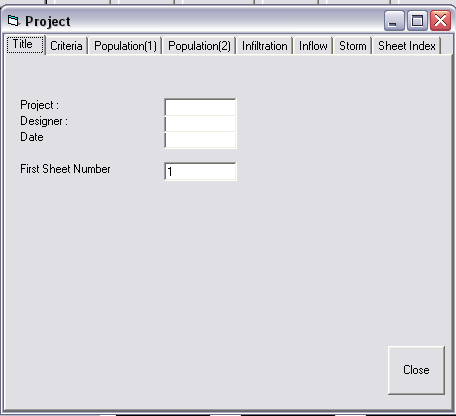 Project
Title Criteria Population(1) Population(2) Infiltration Inflow Storm Sheet Index
Project :
Designer :
Date
First Sheet Number 1
Close